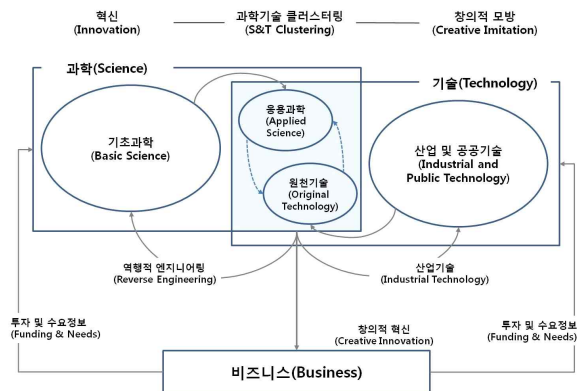 혁신
(Innovation)
과학기술 클러스터링
(S&T Clustering)
창의적 모방
(Creative Imitation)
과학(Science)
기술(Technology)
기초과학
(Basic Science)
응용과학
(Applied
Science)
원천기술
(Original
Technology)
산업 및 공공기술
(Industrial and
Public Technology)
역행적 엔지니어링
(Reverse Engineering)
산업기술
(Industrial Technology)
투자 및 수요정보
(Funding & Needs)
창의적 혁신
(Creative Innovation)
투자 및 수요정보
(Funding & Needs)
비즈니스(Business)